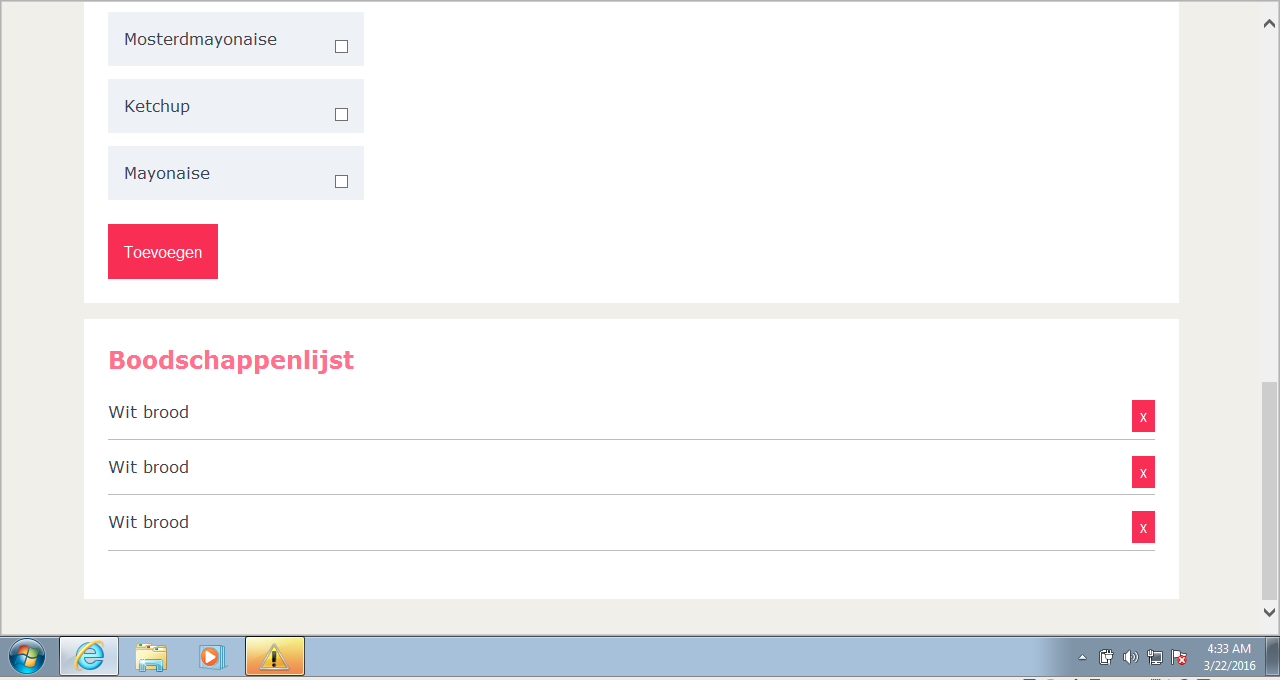 Mosterdmayonaise
Ketchup
Mayonaise
Toevoegen
Boodschappenlijst
Wit brood
x
Wit brood
x
Wit brood
x
4:33 AM
3/22/2016